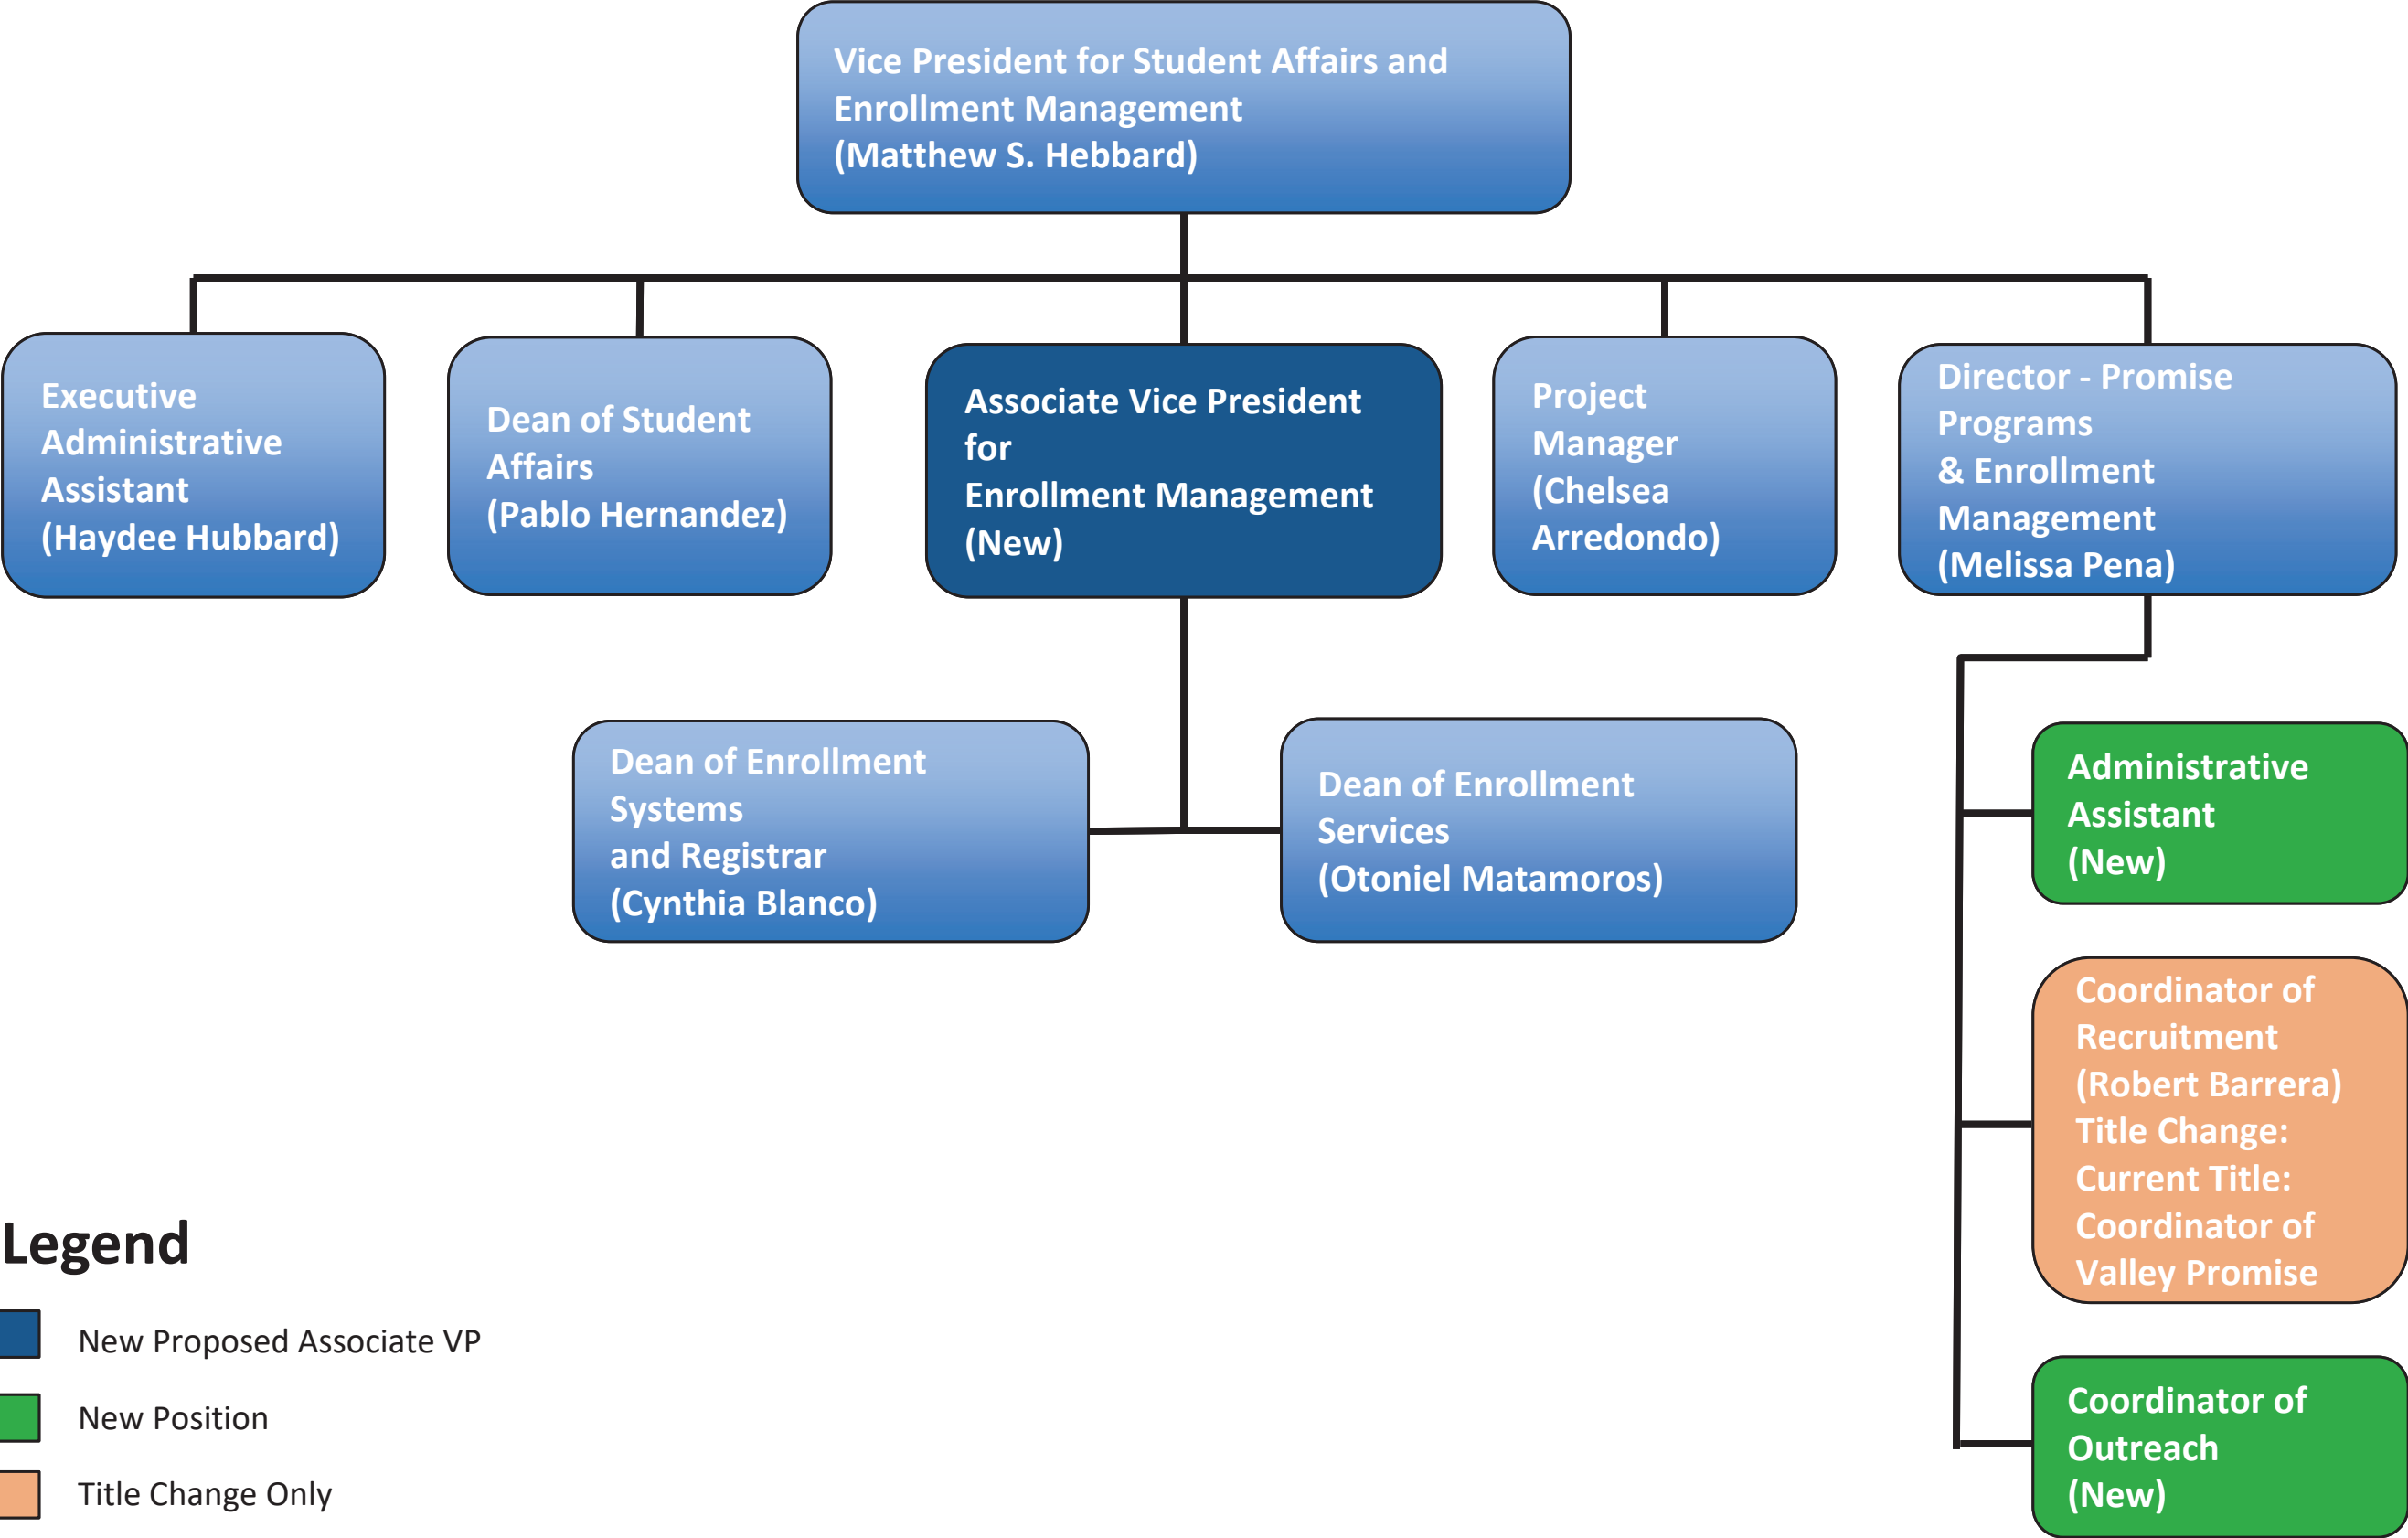 Vice President for Student Affairs and
Enrollment Management
(Matthew S. Hebbard)
Executive
Administrative
Assistant
(Haydee Hubbard)
Dean of Student
Affairs
(Pablo Hernandez)
Associate Vice President
for
Enrollment Management
(New)
Project
Manager
(Chelsea
Arredondo)
Director - Promise
Programs
& Enrollment
Management
(Melissa Pena)
Dean of Enrollment
Systems
and Registrar
(Cynthia Blanco)
Dean of Enrollment
Services
(Otoniel Matamoros)
Administrative
Assistant
(New)
Coordinator of
Recruitment
(Robert Barrera)
Title Change:
Current Title:
Coordinator of
Valley Promise
Coordinator of
Outreach
(New)
Legend
New Proposed Associate VP
New Position
Title Change Only